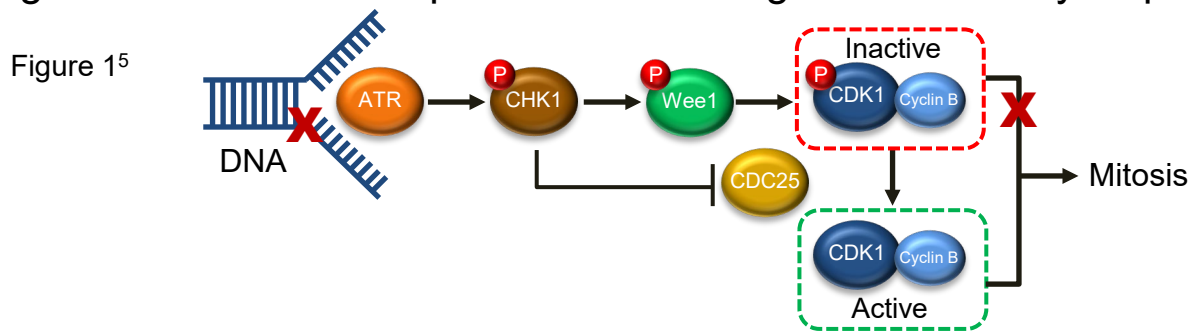 Figure 1⁵
DNA
X
ATR
P
CHK1
P
Wee1
Inactive
P
CDK1
Cyclin B
X
Mitosis
CDC25
CDK1
Cyclin B
Active